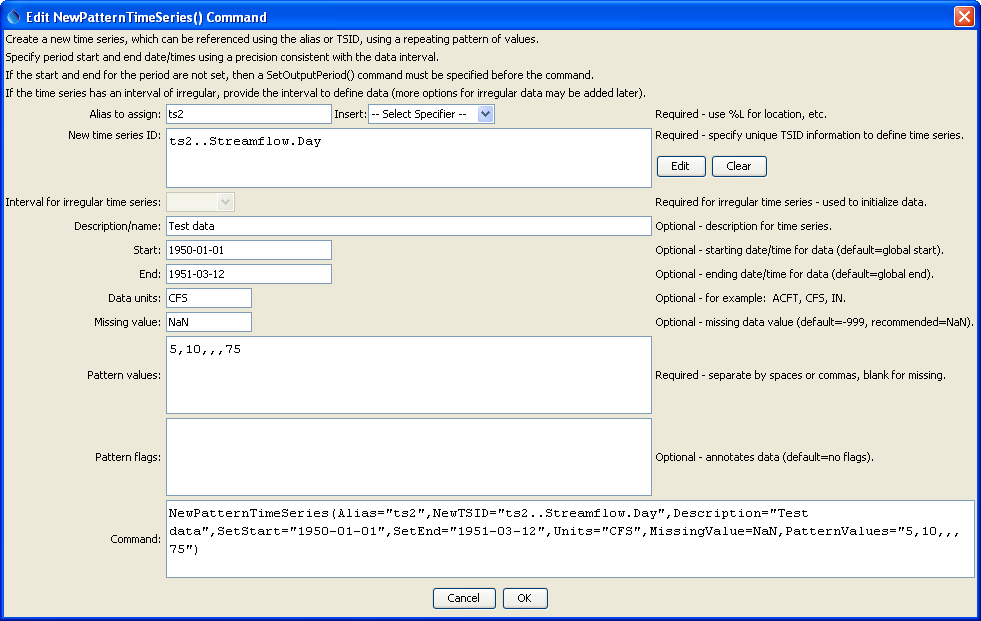 Edit NewPatternTimeSeries() Command
Create a new time series, which can be referenced using the alias or TSID, using a repeating pattern of values.
Specify period start and end date/times using a precision consistent with the data interval.
If the start and end for the period are not set, then a SetOutputPeriod() command must be specified before the command.
If the time series has an interval of irregular, provide the interval to define data (more options for irregular data may be added later).
Alias to assign: ts2 Insert: -- Select Specifier -- Required - use %L for location, etc.
New time series ID: ts2..Streamflow.Day Required - specify unique TSID information to define time series.
Edit Clear
Interval for irregular time series: Required for irregular time series - used to initialize data.
Description/name: Test data Optional - description for time series.
Start: 1950-01-01 Optional - starting date/time for data (default=global start).
End: 1951-03-12 Optional - ending date/time for data (default=global end).
Data units: CFS Optional - for example: ACFT, CFS, IN.
Missing value: NaN Optional - missing data value (default=-999, recommended=NaN).
5,10,,,75
Pattern values: Required - separate by spaces or commas, blank for missing.
Pattern flags: Optional - annotates data (default=no flags).
NewPatternTimeSeries(Alias="ts2",NewTSID="ts2..Streamflow.Day",Description="Test
data",SetStart="1950-01-01",SetEnd="1951-03-12",Units="CFS",MissingValue=NaN,PatternValues="5,10,,,
Command: 75")
Cancel OK